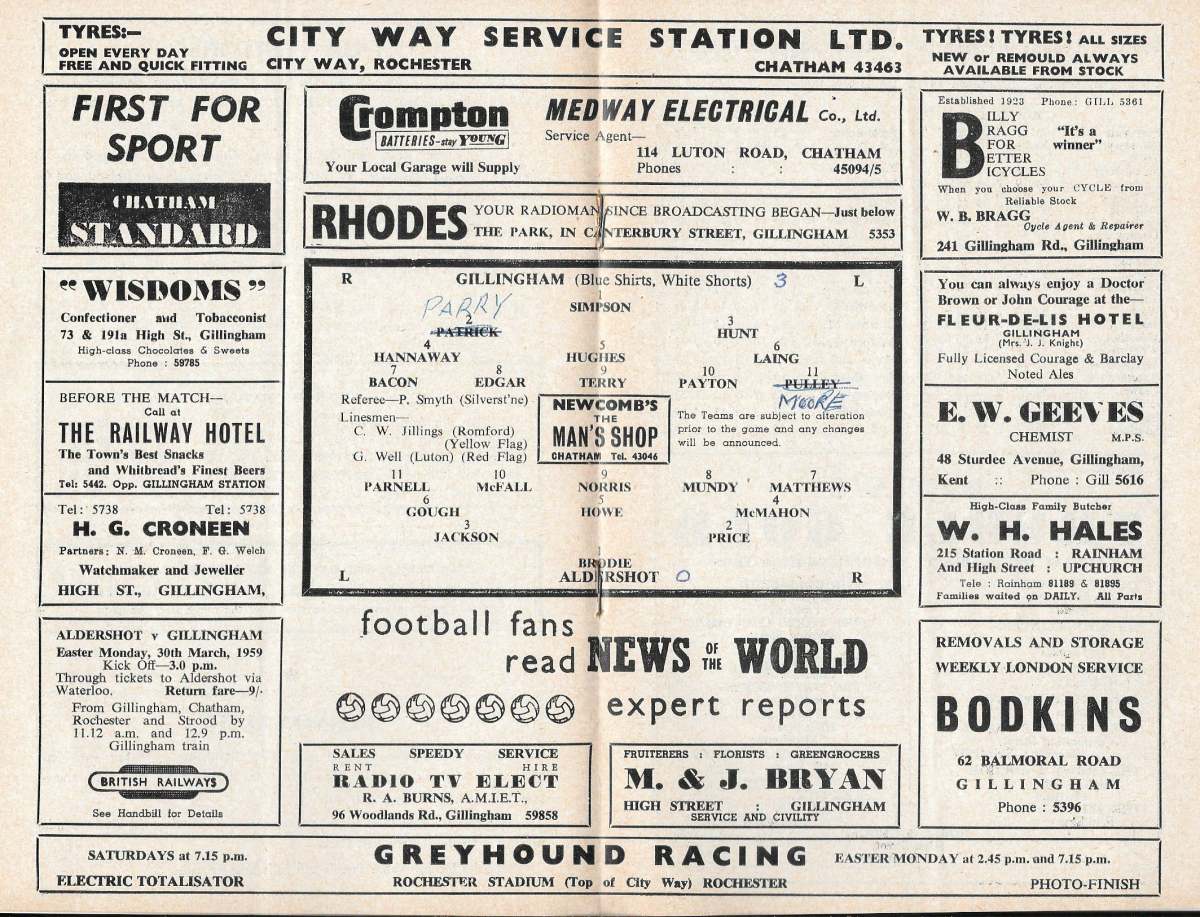 TYRES:—
OPEN EVERY DAY
FREE AND QUICK FITTING
CITY WAY SERVICE STATION LTD.
CITY WAY, ROCHESTER
CHATHAM 43463
TYRES! TYRES! ALL SIZES
NEW or REMOULD ALWAYS
AVAILABLE FROM STOCK
FIRST FOR
SPORT
CHATHAM
STANDARD
Crompton
BATTERIES—stay YOUNG
Your Local Garage will Supply
MEDWAY ELECTRICAL Co., Ltd.
Service Agent—
114 LUTON ROAD, CHATHAM
Phones : : 45094/5
RHODES
YOUR RADIOMAN SINCE BROADCASTING BEGAN—Just below
THE PARK, IN CANTERBURY STREET, GILLINGHAM 5353
Established 1923 Phone: GILL 5361
BILLY
BRAGG
FOR
BETTER
BICYCLES
"It's a
winner"
When you choose your CYCLE from
Reliable Stock
W. B. BRAGG
Cycle Agent & Repairer
241 Gillingham Rd., Gillingham
"WISDOMS"
Confectioner and Tobacconist
73 & 191a High St., Gillingham
High-class Chocolates & Sweets
Phone : 59785
BEFORE THE MATCH—
Call at
THE RAILWAY HOTEL
The Town's Best Snacks
and Whitbread's Finest Beers
Tel: 5442. Opp. GILLINGHAM STATION
Tel: 5738 Tel: 5738
H. G. CRONEEN
Partners: N. M. Croneen, F. G. Welch
Watchmaker and Jeweller
HIGH ST., GILLINGHAM,
R GILLINGHAM (Blue Shirts, White Shorts) 3 L
1
SIMPSON
PARRY
2 3
PATRICK HUNT
4 5 6
HANNAWAY HUGHES LAING
7 8 9 10 11
BACON EDGAR TERRY PAYTON PULLEY
MOORE
Referee—P. Smyth (Silverst'ne)
Linesmen—
C. W. Jillings (Romford)
(Yellow Flag)
G. Well (Luton) (Red Flag)
NEWCOMB'S
THE
MAN'S SHOP
CHATHAM Tel. 43046
The Teams are subject to alteration
prior to the game and any changes
will be announced.
11 10 9 8 7
PARNELL McFALL NORRIS MUNDY MATTHEWS
6 5 4
GOUGH HOWE McMAHON
3 2
JACKSON PRICE
1
BRODIE
L ALDERSHOT 0 R
You can always enjoy a Doctor
Brown or John Courage at the—
FLEUR-DE-LIS HOTEL
GILLINGHAM
(Mrs. J. J. Knight)
Fully Licensed Courage & Barclay
Noted Ales
E. W. GEEVES
CHEMIST M.P.S.
48 Sturdee Avenue, Gillingham,
Kent :: Phone : Gill 5616
High-Class Family Butcher
W. H. HALES
215 Station Road : RAINHAM
And High Street : UPCHURCH
Tele : Rainham 81189 & 81895
Families waited on DAILY. All Parts
ALDERSHOT v GILLINGHAM
Easter Monday, 30th March, 1959
Kick Off—3.0 p.m.
Through tickets to Aldershot via
Waterloo. Return fare—9/-
From Gillingham, Chatham,
Rochester and Strood by
11.12 a.m. and 12.9 p.m.
Gillingham train
BRITISH RAILWAYS
See Handbill for Details
football fans
read NEWS OF THE WORLD
expert reports
SALES SPEEDY SERVICE
RENT HIRE
RADIO TV ELECT
R. A. BURNS, A.M.I.E.T.,
96 Woodlands Rd., Gillingham 59858
FRUITERERS : FLORISTS : GREENGROCERS
M. & J. BRYAN
HIGH STREET : GILLINGHAM
SERVICE AND CIVILITY
REMOVALS AND STORAGE
WEEKLY LONDON SERVICE
BODKINS
62 BALMORAL ROAD
GILLINGHAM
Phone : 5396
SATURDAYS at 7.15 p.m.
ELECTRIC TOTALISATOR
GREYHOUND RACING
ROCHESTER STADIUM (Top of City Way) ROCHESTER
EASTER MONDAY at 2.45 p.m. and 7.15 p.m.
PHOTO-FINISH